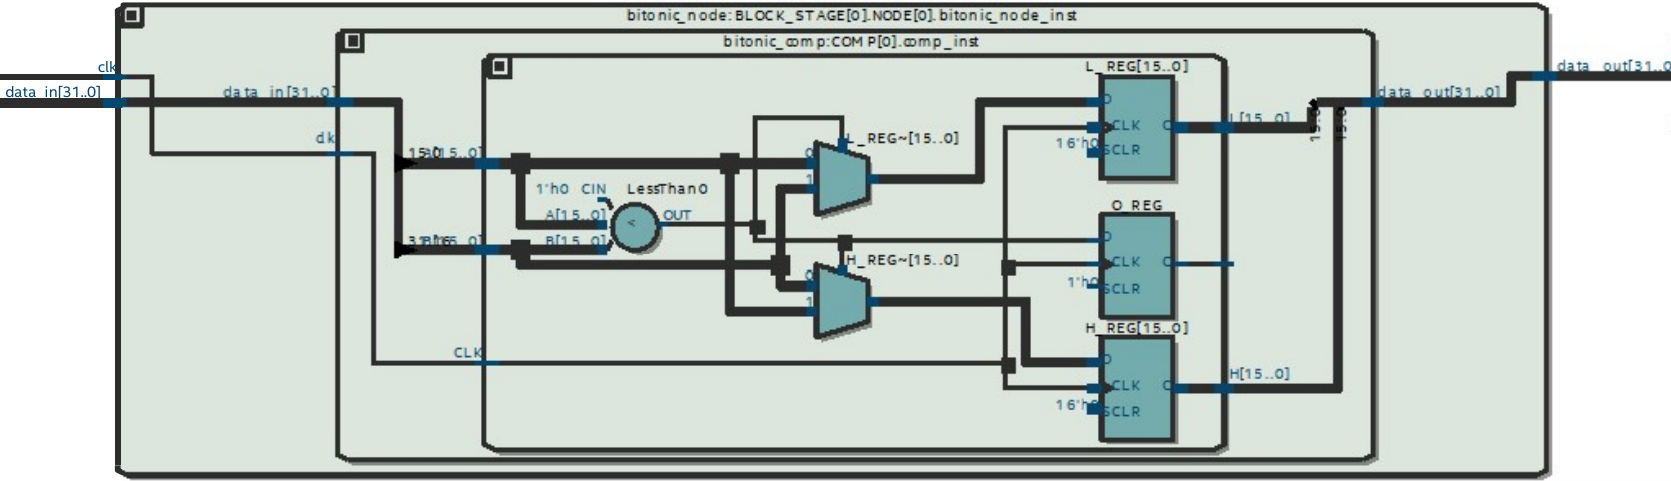 bitonic_node:BLOCK_STAGE[0].NODE[0].bitonic_node_inst
bitonic_comp:COMP[0].comp_inst
clk
data_in[31..0]
data_in[31..0]
clk
L_REG[15..0]
D
CLK
Q
16'h0
SCLR
L[15..0]
15:0
15:0
data_out[31..0]
data_out[31..0]
15:0
A[15..0]
L_REG~[15..0]
0
1
1'h0 CIN
LessThan0
A[15..0]
<
OUT
B[15..0]
31:16
B[15..0]
O_REG
D
CLK
Q
1'h0
SCLR
H_REG~[15..0]
0
1
H_REG[15..0]
D
CLK
Q
16'h0
SCLR
H[15..0]
CLK